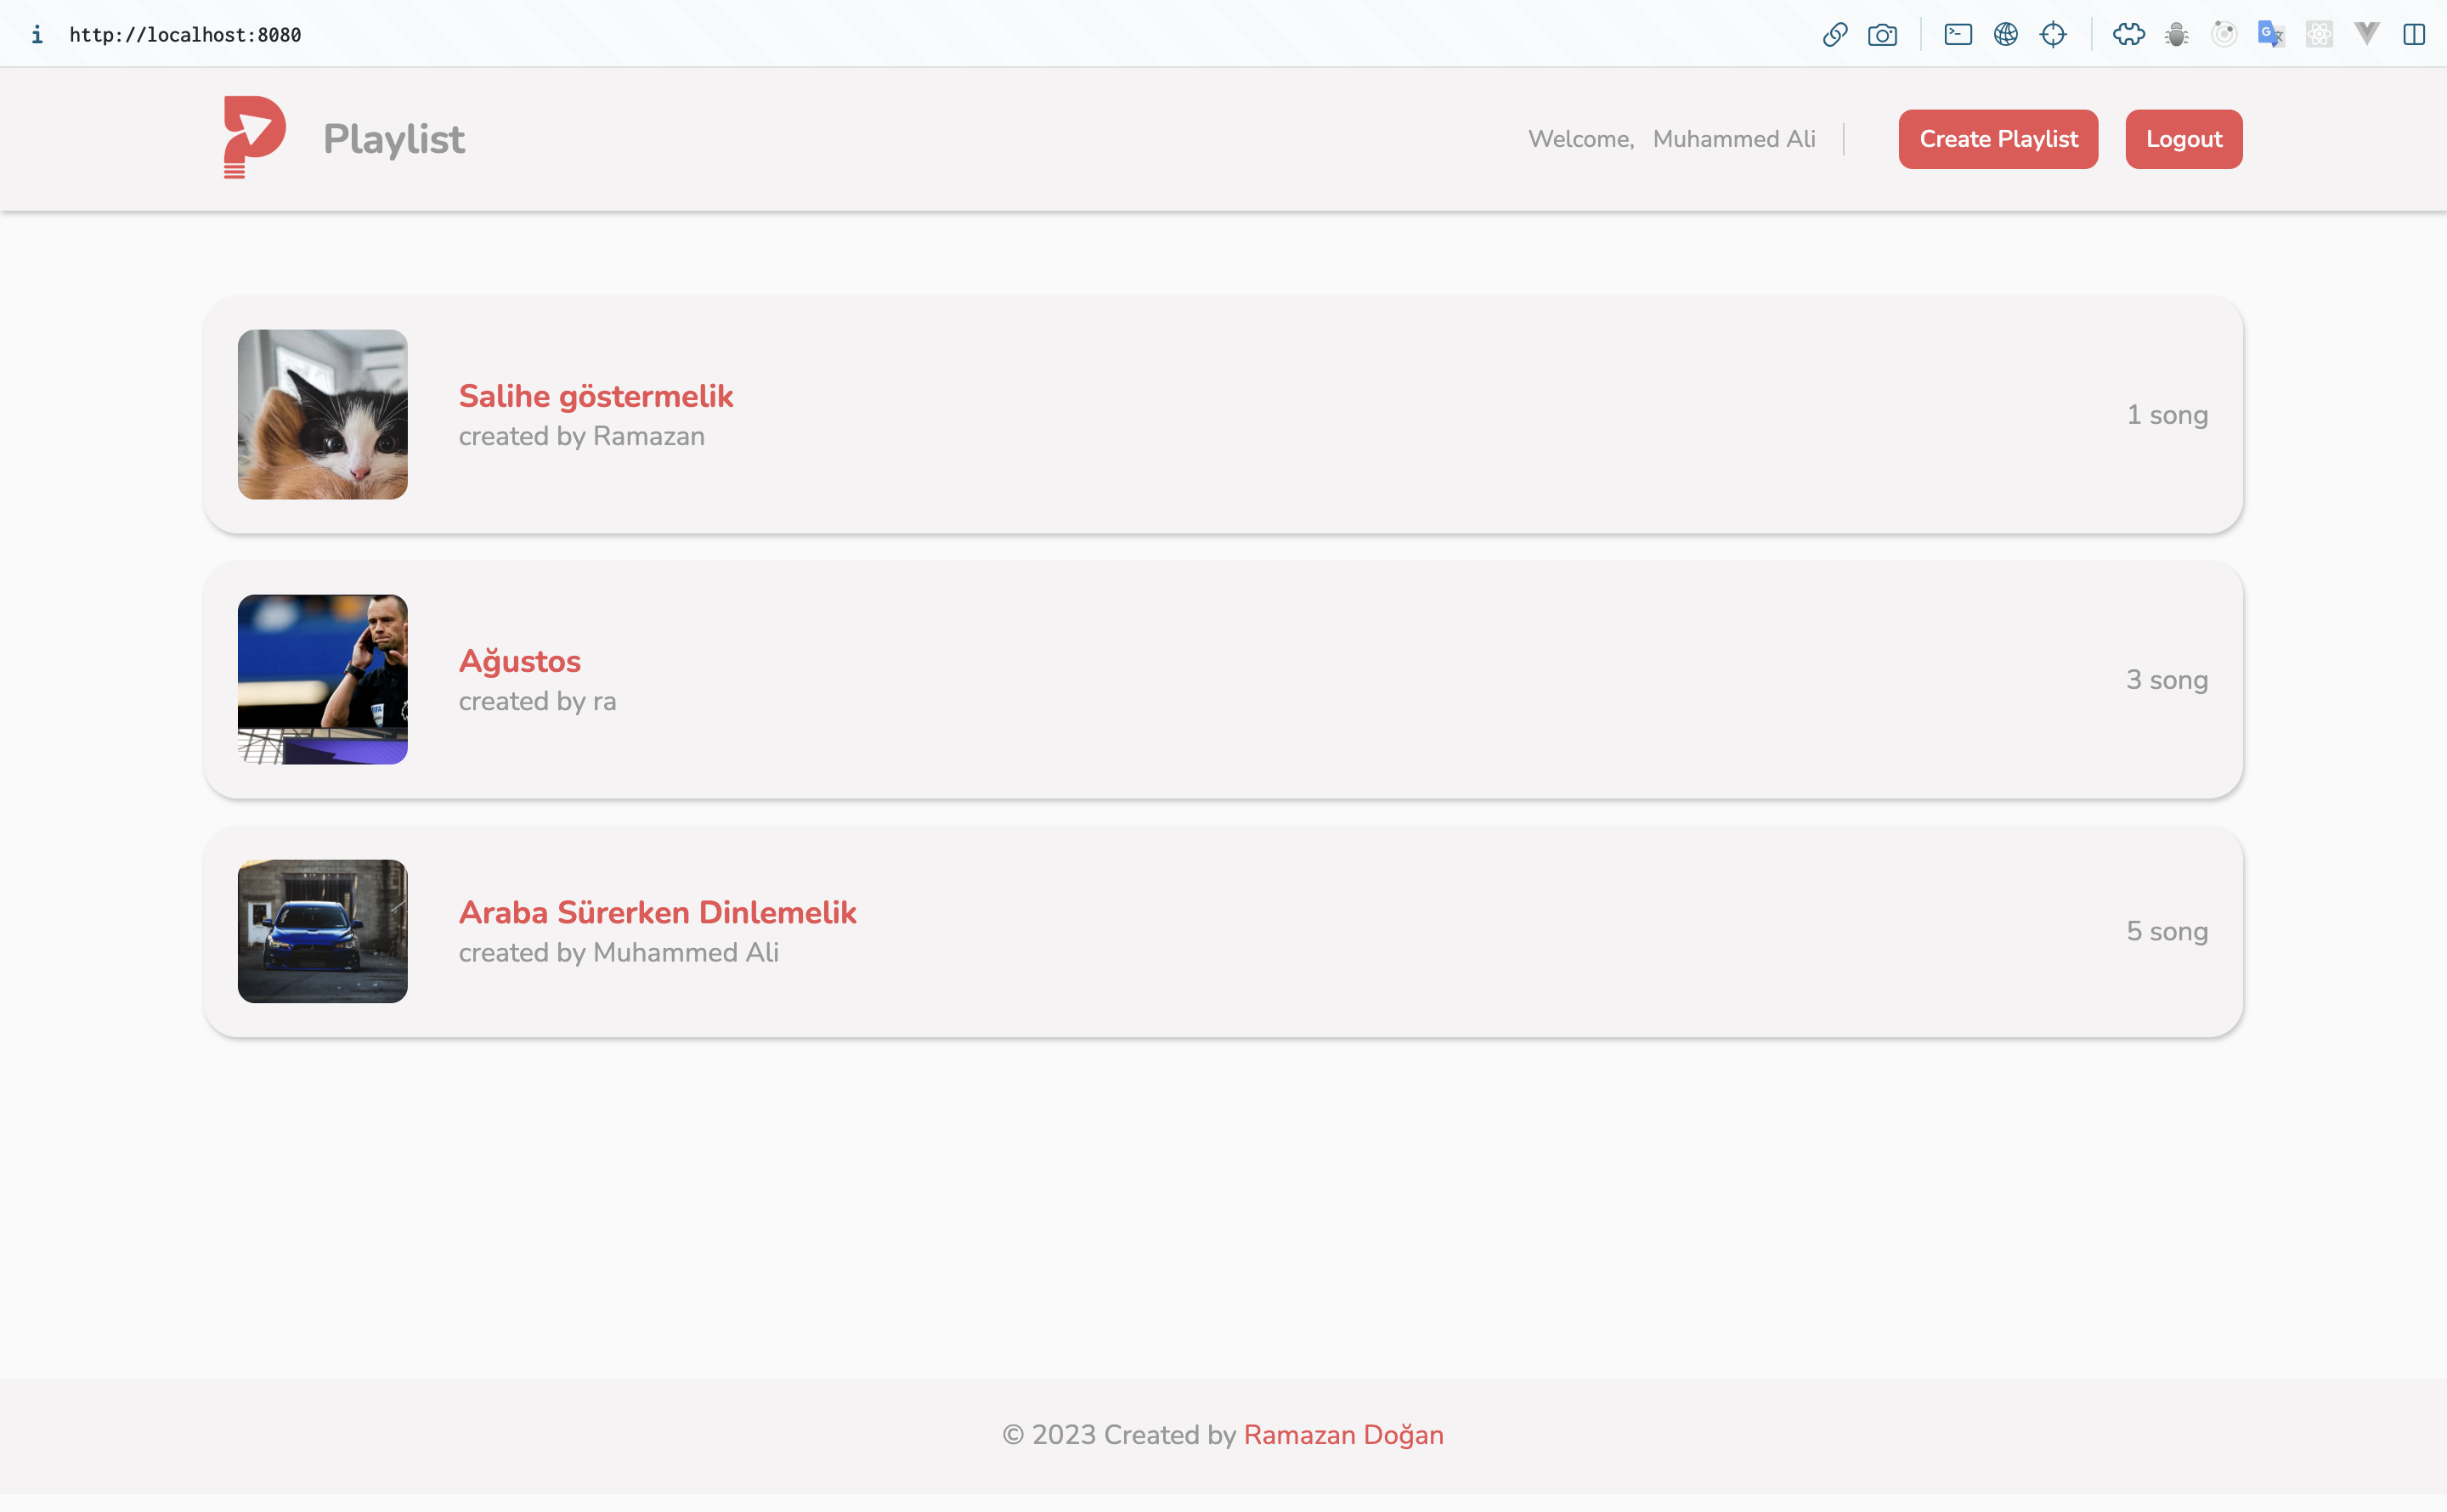 http://localhost:8080
Playlist
Welcome, Muhammed Ali
Create Playlist
Logout
Salihe göstermelik
created by Ramazan
1 song
Ağustos
created by ra
3 song
Araba Sürerken Dinlemelik
created by Muhammed Ali
5 song
© 2023 Created by Ramazan Doğan